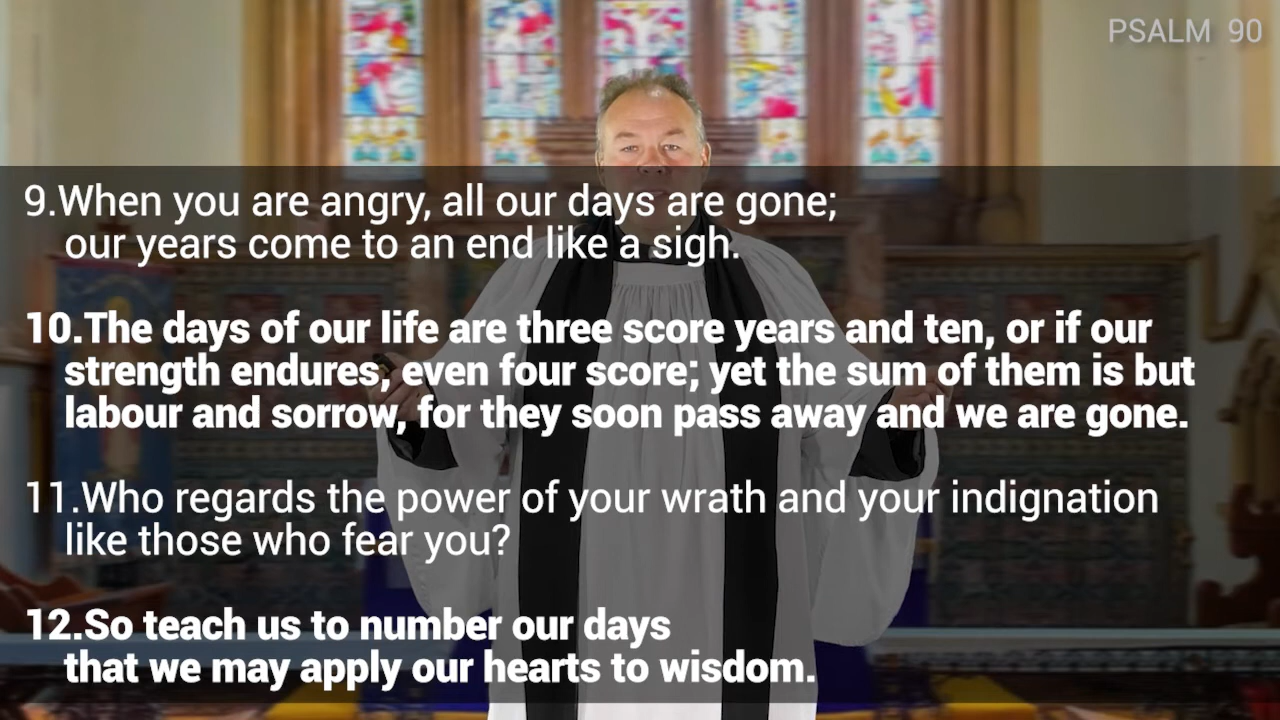 PSALM 90
9.When you are angry, all our days are gone;
our years come to an end like a sigh.
10.The days of our life are three score years and ten, or if our
strength endures, even four score; yet the sum of them is but
labour and sorrow, for they soon pass away and we are gone.
11.Who regards the power of your wrath and your indignation
like those who fear you?
12.So teach us to number our days
that we may apply our hearts to wisdom.